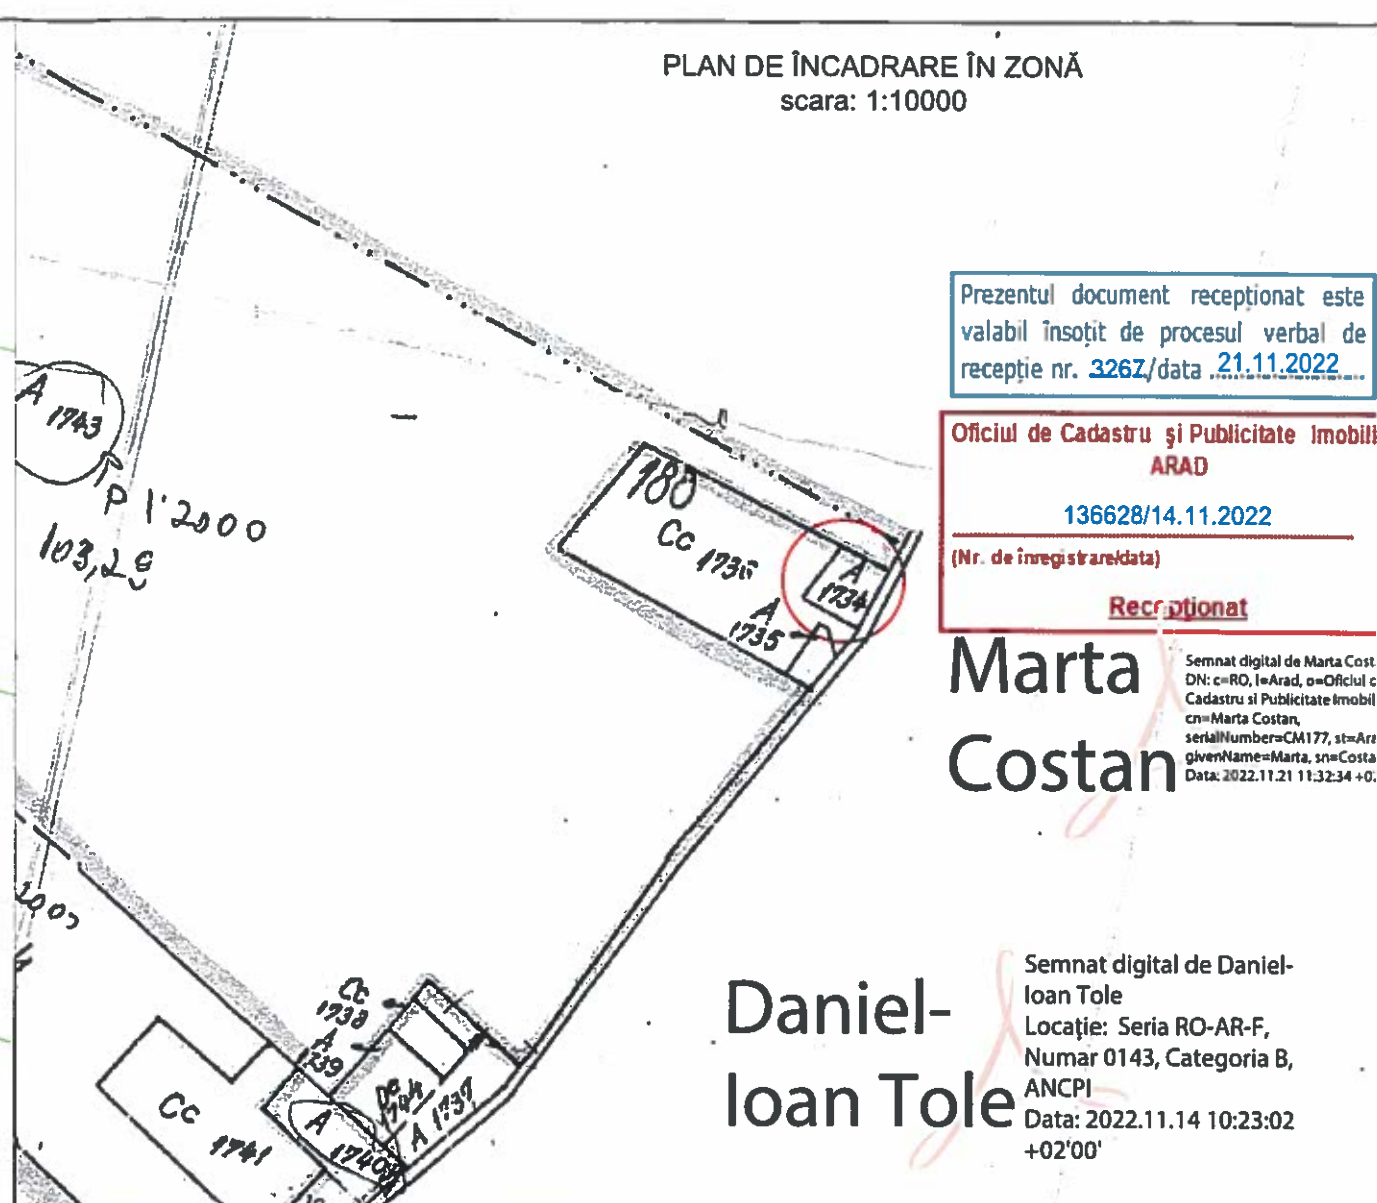 PLAN DE ÎNCADRARE ÎN ZONĂ
scara: 1:10000
Prezentul document recepționat este
valabil însoțit de procesul verbal de
recepție nr. 3267/data 21.11.2022
Oficiul de Cadastru și Publicitate Imobili
ARAD
136628/14.11.2022
(Nr. de înregistrare/data)
Recepționat
Marta
Costan
Semnat digital de Marta Cost
DN: c=RO, l=Arad, o=Oficiul c
Cadastru si Publicitate Imobil
cn=Marta Costan,
serialNumber=CM177, st=Ara
givenName=Marta, sn=Costa
Data: 2022.11.21 11:32:34 +0
A
1743
P 1'2000
103,29
180
Cc
A
1734
A
1735
Cc
1738
A
239
A 1737
A
1740
Cc
1741
Daniel-
Ioan Tole
Semnat digital de Daniel-
Ioan Tole
Locație: Seria RO-AR-F,
Numar 0143, Categoria B,
ANCPI
Data: 2022.11.14 10:23:02
+02'00'